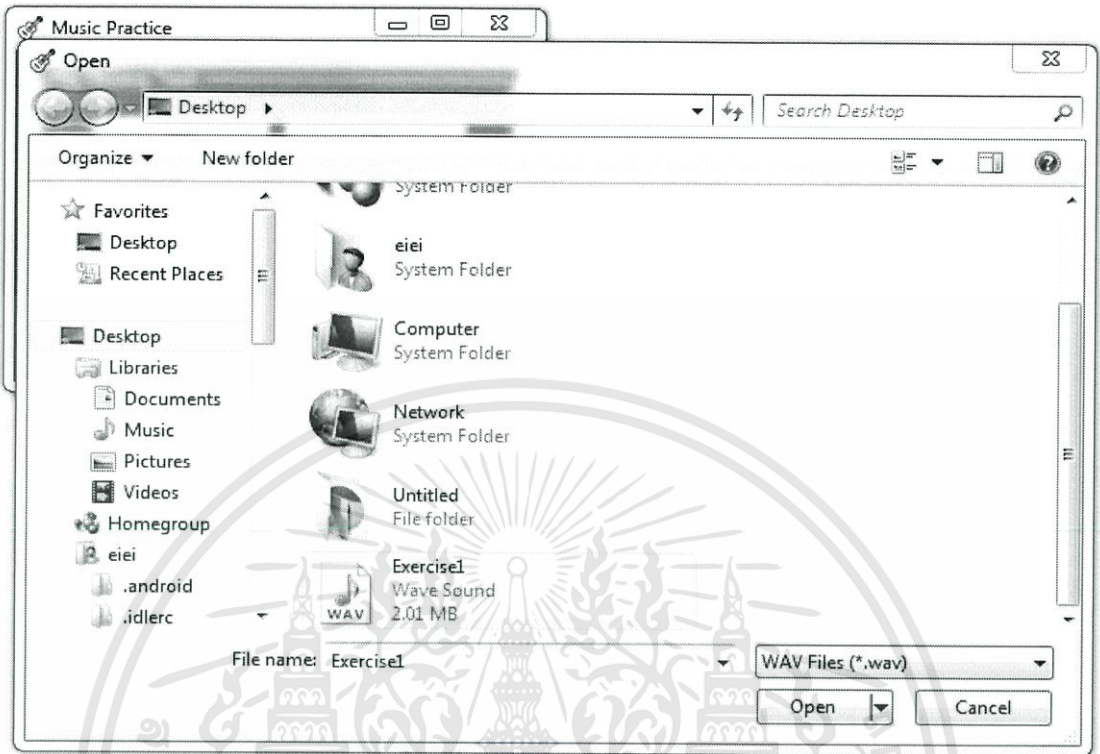 Music Practice
Open
Desktop
Search Desktop
Organize
New folder
Favorites
Desktop
Recent Places
Desktop
Libraries
Documents
Music
Pictures
Videos
Homegroup
eiei
.android
.idlerc
System Folder
eiei
System Folder
Computer
System Folder
Network
System Folder
Untitled
File folder
Exercise1
Wave Sound
2.01 MB
WAV
File name: Exercise1
WAV Files (*.wav)
Open
Cancel